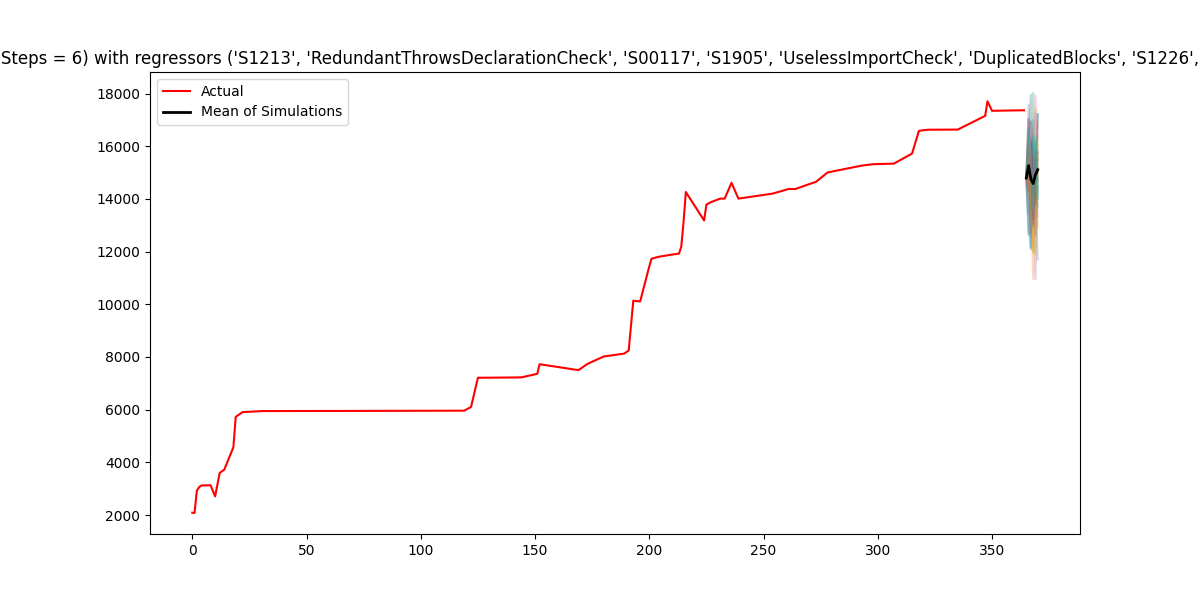 Steps = 6) with regressors ('S1213', 'RedundantThrowsDeclarationCheck', 'S00117', 'S1905', 'UselessImportCheck', 'DuplicatedBlocks', 'S1226',
Actual
Mean of Simulations
18000
16000
14000
12000
10000
8000
6000
4000
2000
0 50 100 150 200 250 300 350